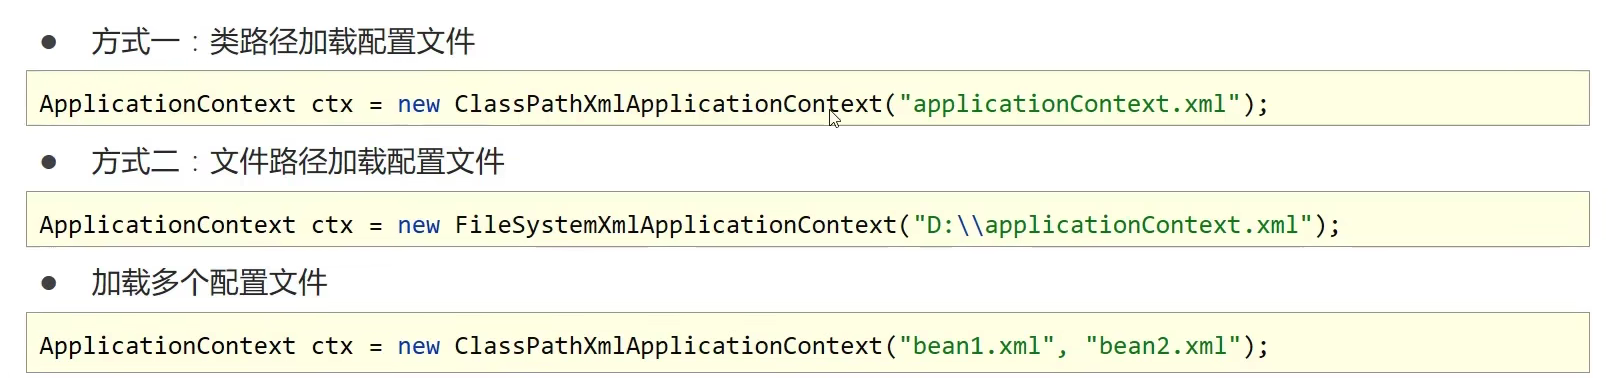 ● 方式一：类路径加载配置文件
ApplicationContext ctx = new ClassPathXmlApplicationContext("applicationContext.xml");
● 方式二：文件路径加载配置文件
ApplicationContext ctx = new FileSystemXmlApplicationContext("D:\\applicationContext.xml");
● 加载多个配置文件
ApplicationContext ctx = new ClassPathXmlApplicationContext("bean1.xml", "bean2.xml");